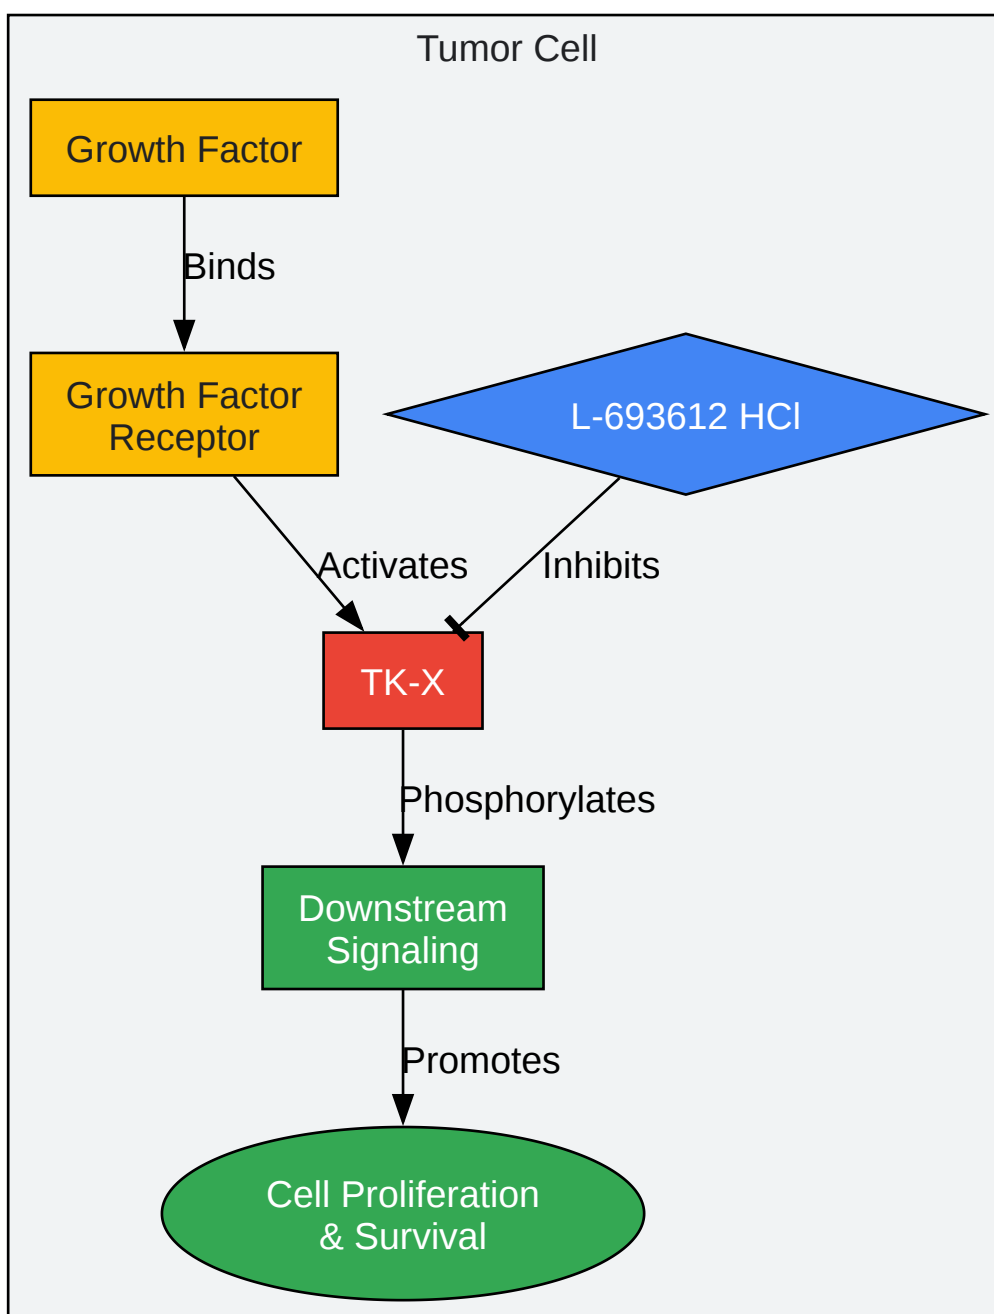 Tumor Cell
Growth Factor
Binds
Growth Factor
Receptor
L-693612 HCl
Activates
Inhibits
TK-X
Phosphorylates
Downstream
Signaling
Promotes
Cell Proliferation
& Survival